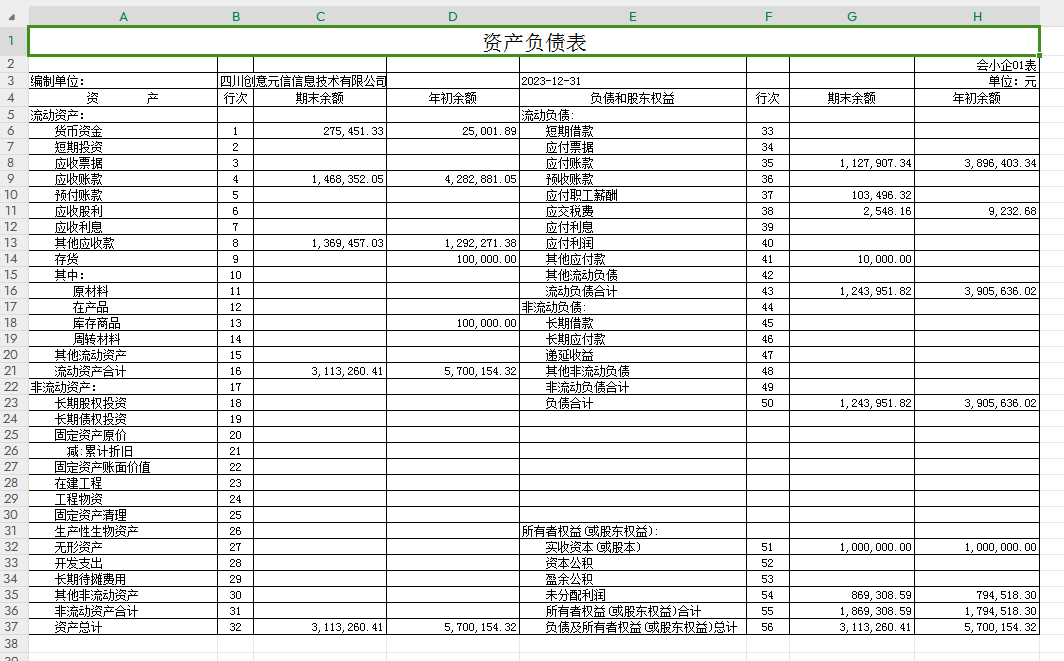 A B C D E F G H
1 资产负债表
2 会小企01表
3 编制单位： 四川创意元信信息技术有限公司 2023-12-31 单位：元
4 资 产 行次 期末余额 年初余额 负债和股东权益 行次 期末余额 年初余额
5 流动资产： 流动负债：
6 货币资金 1 275,451.33 25,001.89 短期借款 33
7 短期投资 2 应付票据 34
8 应收票据 3 应付账款 35 1,127,907.34 3,896,403.34
9 应收账款 4 1,468,352.05 4,282,881.05 预收账款 36
10 预付账款 5 应付职工薪酬 37 103,496.32
11 应收股利 6 应交税费 38 2,548.16 9,232.68
12 应收利息 7 应付利息 39
13 其他应收款 8 1,369,457.03 1,292,271.38 应付利润 40
14 存货 9 100,000.00 其他应付款 41 10,000.00
15 其中： 10 其他流动负债 42
16 原材料 11 流动负债合计 43 1,243,951.82 3,905,636.02
17 在产品 12 非流动负债： 44
18 库存商品 13 100,000.00 长期借款 45
19 周转材料 14 长期应付款 46
20 其他流动资产 15 递延收益 47
21 流动资产合计 16 3,113,260.41 5,700,154.32 其他非流动负债 48
22 非流动资产： 17 非流动负债合计 49
23 长期股权投资 18 负债合计 50 1,243,951.82 3,905,636.02
24 长期债权投资 19
25 固定资产原价 20
26 减：累计折旧 21
27 固定资产账面价值 22
28 在建工程 23
29 工程物资 24
30 固定资产清理 25
31 生产性生物资产 26 所有者权益（或股东权益）：
32 无形资产 27 实收资本（或股本） 51 1,000,000.00 1,000,000.00
33 开发支出 28 资本公积 52
34 长期待摊费用 29 盈余公积 53
35 其他非流动资产 30 未分配利润 54 869,308.59 794,518.30
36 非流动资产合计 31 所有者权益（或股东权益）合计 55 1,869,308.59 1,794,518.30
37 资产总计 32 3,113,260.41 5,700,154.32 负债及所有者权益（或股东权益）总计 56 3,113,260.41 5,700,154.32
38